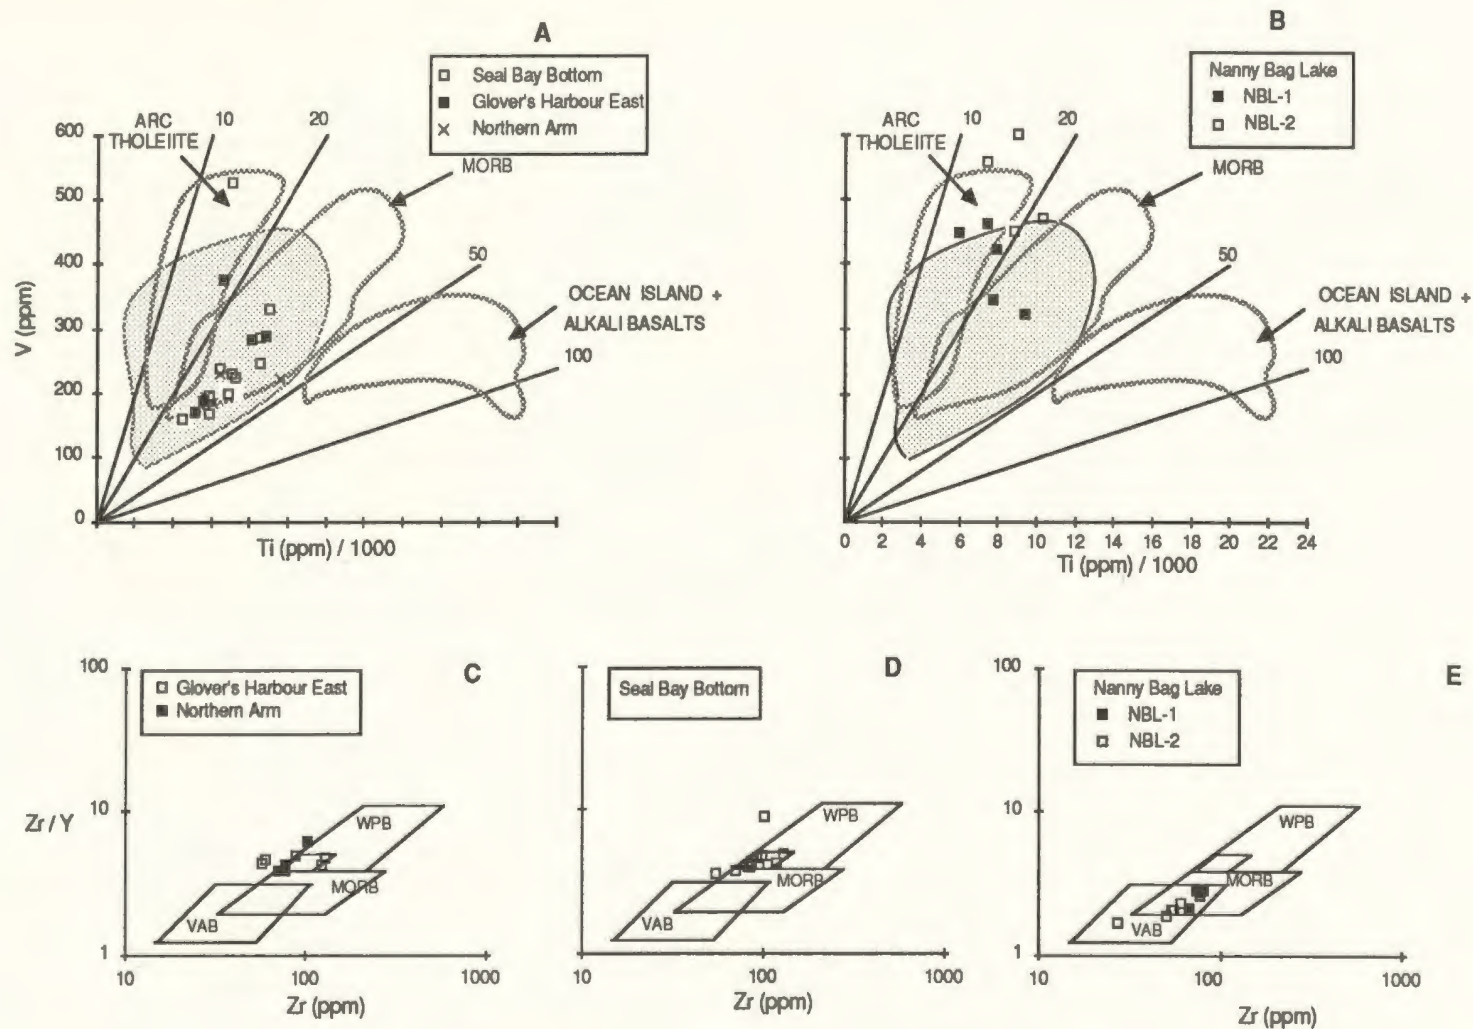 A
Seal Bay Bottom
Glover's Harbour East
Northern Arm
ARC
THOLEIITE
10
20
MORB
50
OCEAN ISLAND +
ALKALI BASALTS
100
600
500
400
300
200
100
0
V (ppm)
Ti (ppm) / 1000
B
Nanny Bag Lake
NBL-1
NBL-2
ARC
THOLEIITE
10
20
MORB
50
OCEAN ISLAND +
ALKALI BASALTS
100
0 2 4 6 8 10 12 14 16 18 20 22 24
Ti (ppm) / 1000
C
Glover's Harbour East
Northern Arm
100
10
1
Zr / Y
WPB
MORB
VAB
10 100 1000
Zr (ppm)
D
Seal Bay Bottom
WPB
MORB
VAB
10 100 1000
Zr (ppm)
E
Nanny Bag Lake
NBL-1
NBL-2
100
10
1
WPB
MORB
VAB
10 100 1000
Zr (ppm)